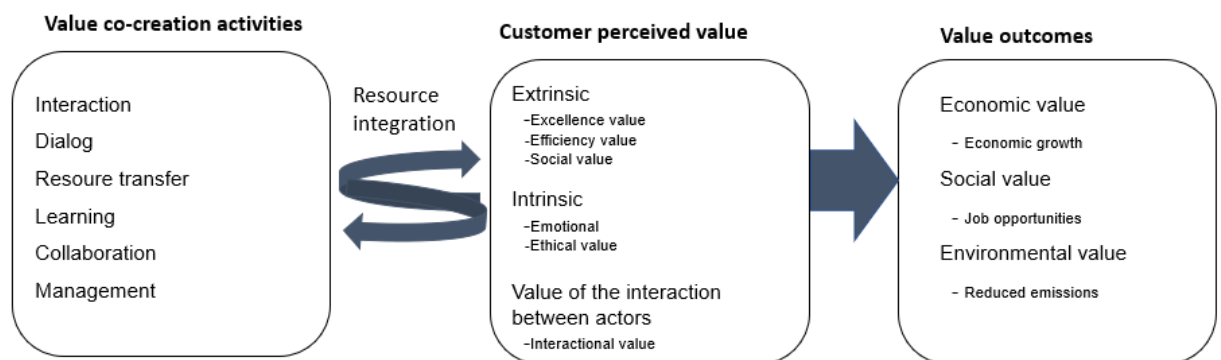 Value co-creation activities
Interaction
Dialog
Resoure transfer
Learning
Collaboration
Management
Resource
integration
Customer perceived value
Extrinsic
-Excellence value
-Efficiency value
-Social value
Intrinsic
-Emotional
-Ethical value
Value of the interaction
between actors
-Interactional value
Value outcomes
Economic value
- Economic growth
Social value
- Job opportunities
Environmental value
- Reduced emissions